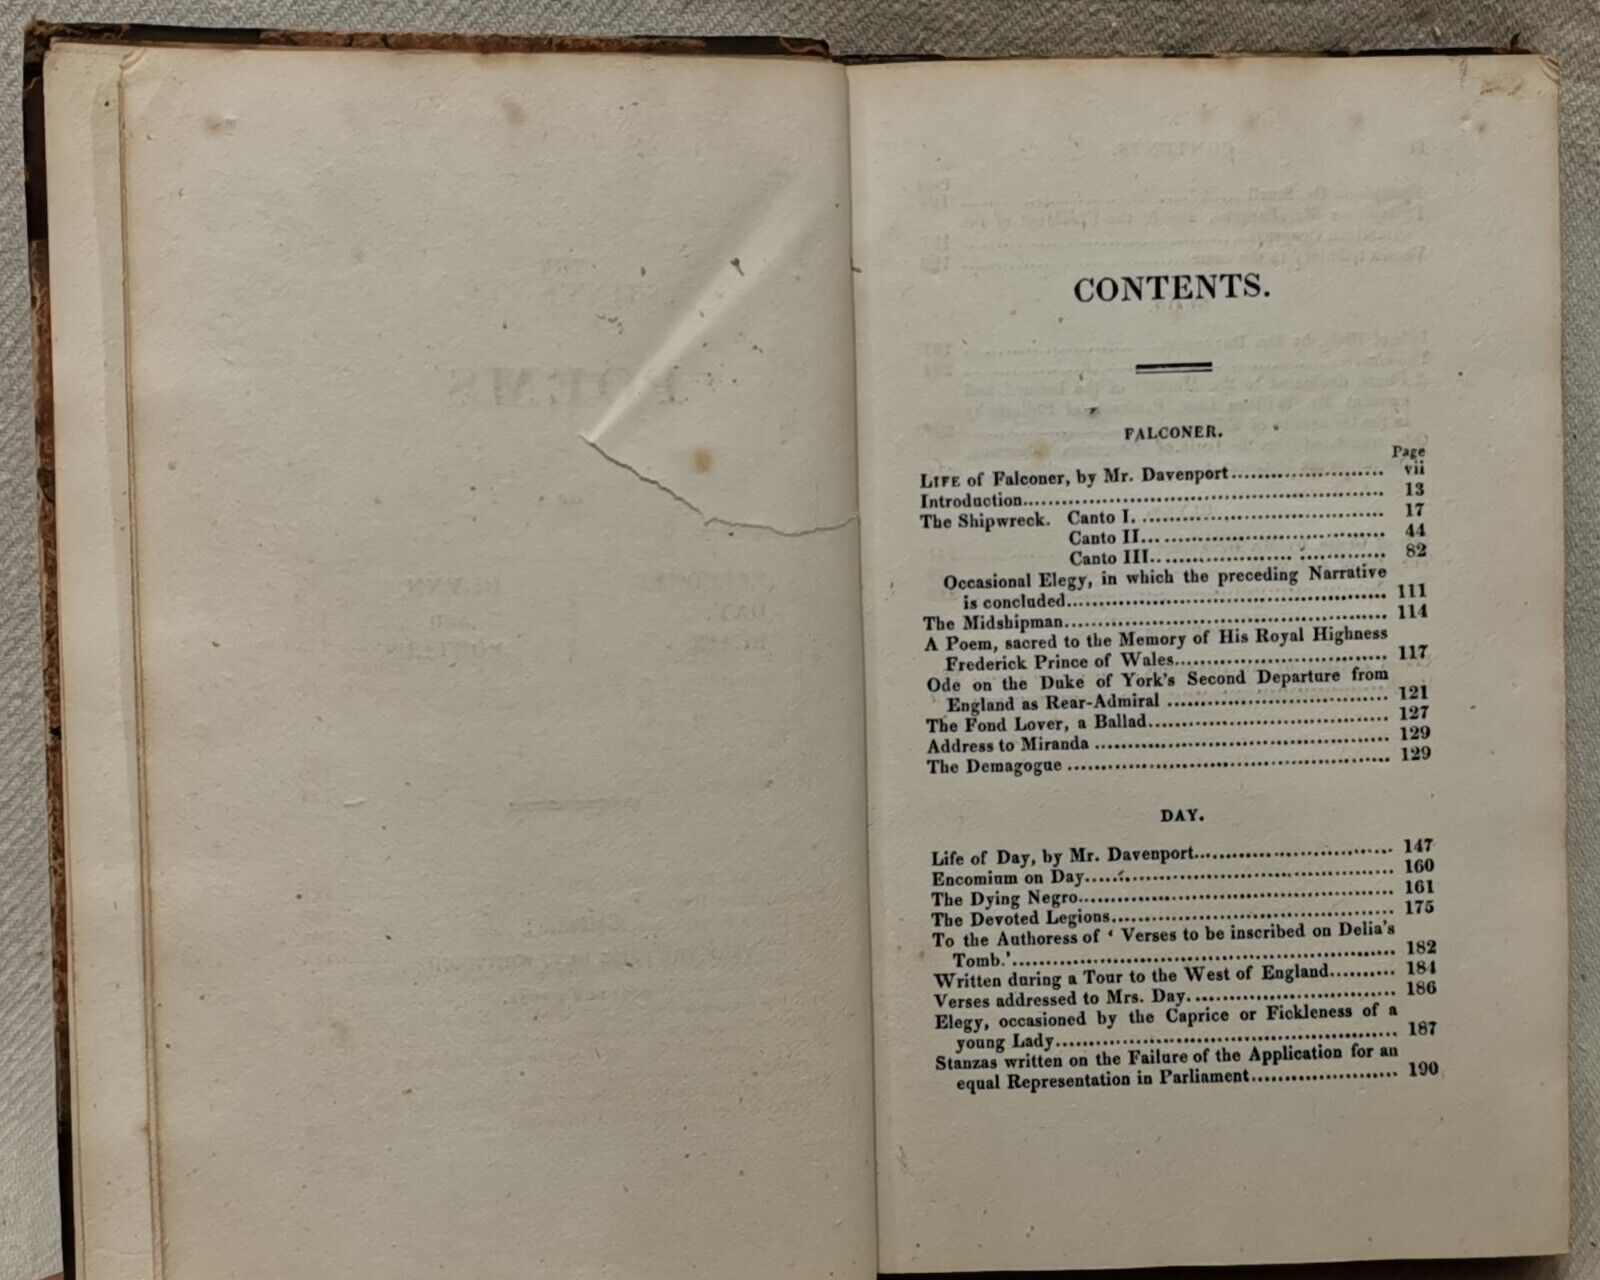 CONTENTS.
FALCONER.
Page
LIFE of Falconer, by Mr. Davenport........................ vii
Introduction........................................................ 13
The Shipwreck. Canto I. ...................................... 17
Canto II...................................... 44
Canto III..................................... 82
Occasional Elegy, in which the preceding Narrative
is concluded.................................................. 111
The Midshipman.................................................. 114
A Poem, sacred to the Memory of His Royal Highness
Frederick Prince of Wales................................. 117
Ode on the Duke of York's Second Departure from
England as Rear-Admiral .................................. 121
The Fond Lover, a Ballad...................................... 127
Address to Miranda .............................................. 129
The Demagogue .................................................. 129
DAY.
Life of Day, by Mr. Davenport............................... 147
Encomium on Day................................................ 160
The Dying Negro................................................. 161
The Devoted Legions............................................ 175
To the Authoress of ‘ Verses to be inscribed on Delia's
Tomb.’............................................................ 182
Written during a Tour to the West of England.......... 184
Verses addressed to Mrs. Day................................ 186
Elegy, occasioned by the Caprice or Fickleness of a
young Lady...................................................... 187
Stanzas written on the Failure of the Application for an
equal Representation in Parliament....................... 190